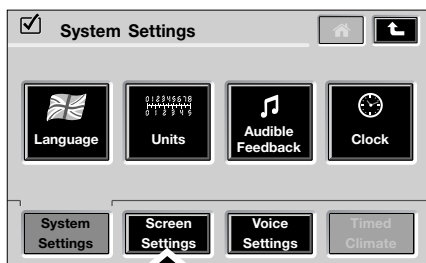 System Settings
Language
Units
Audible
Feedback
Clock
System
Settings
Screen
Settings
Voice
Settings
Timed
Climate